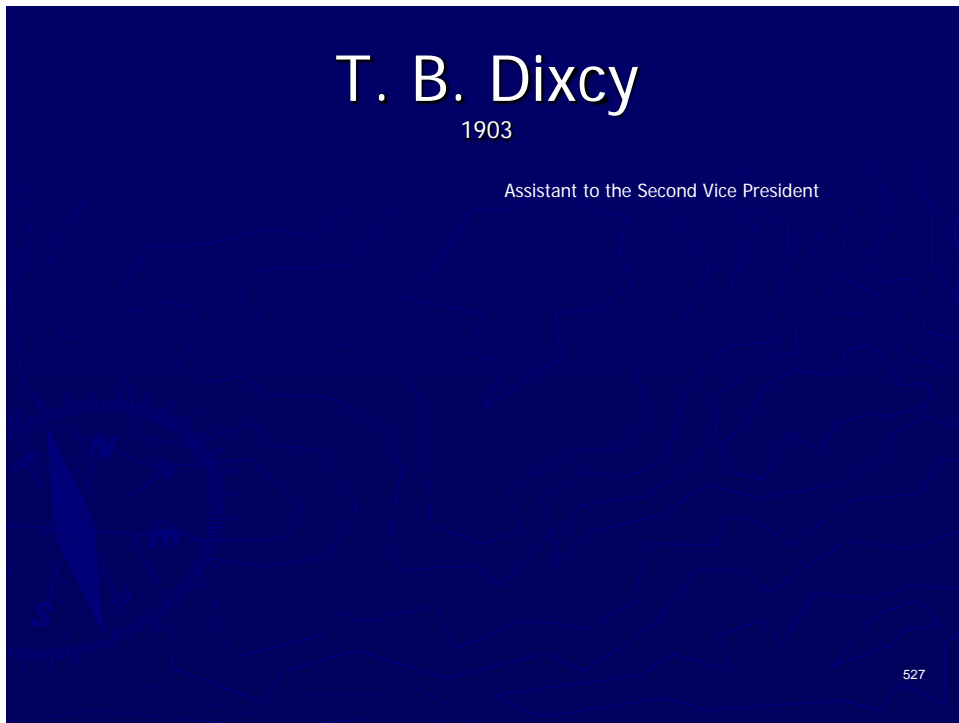 T. B. Dixcy
1903
Assistant to the Second Vice President
N
m
S
527